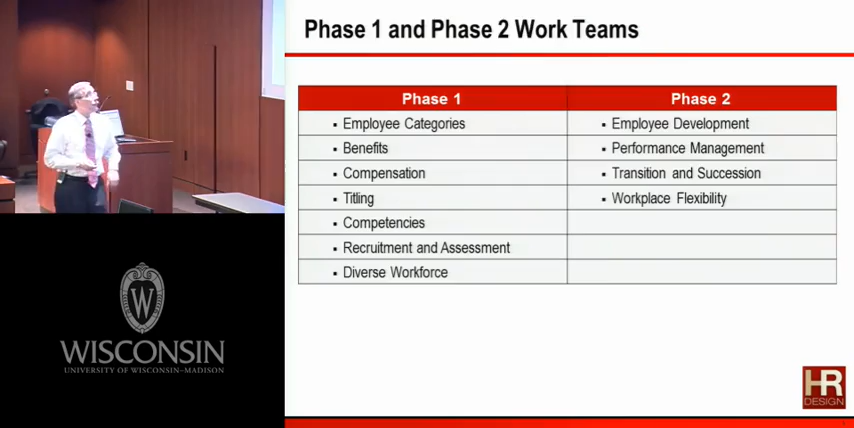 Phase 1 and Phase 2 Work Teams
Phase 1 Phase 2
▪ Employee Categories ▪ Employee Development
▪ Benefits ▪ Performance Management
▪ Compensation ▪ Transition and Succession
▪ Titling ▪ Workplace Flexibility
▪ Competencies
▪ Recruitment and Assessment
▪ Diverse Workforce
W
WISCONSIN
UNIVERSITY OF WISCONSIN–MADISON
HR
DESIGN